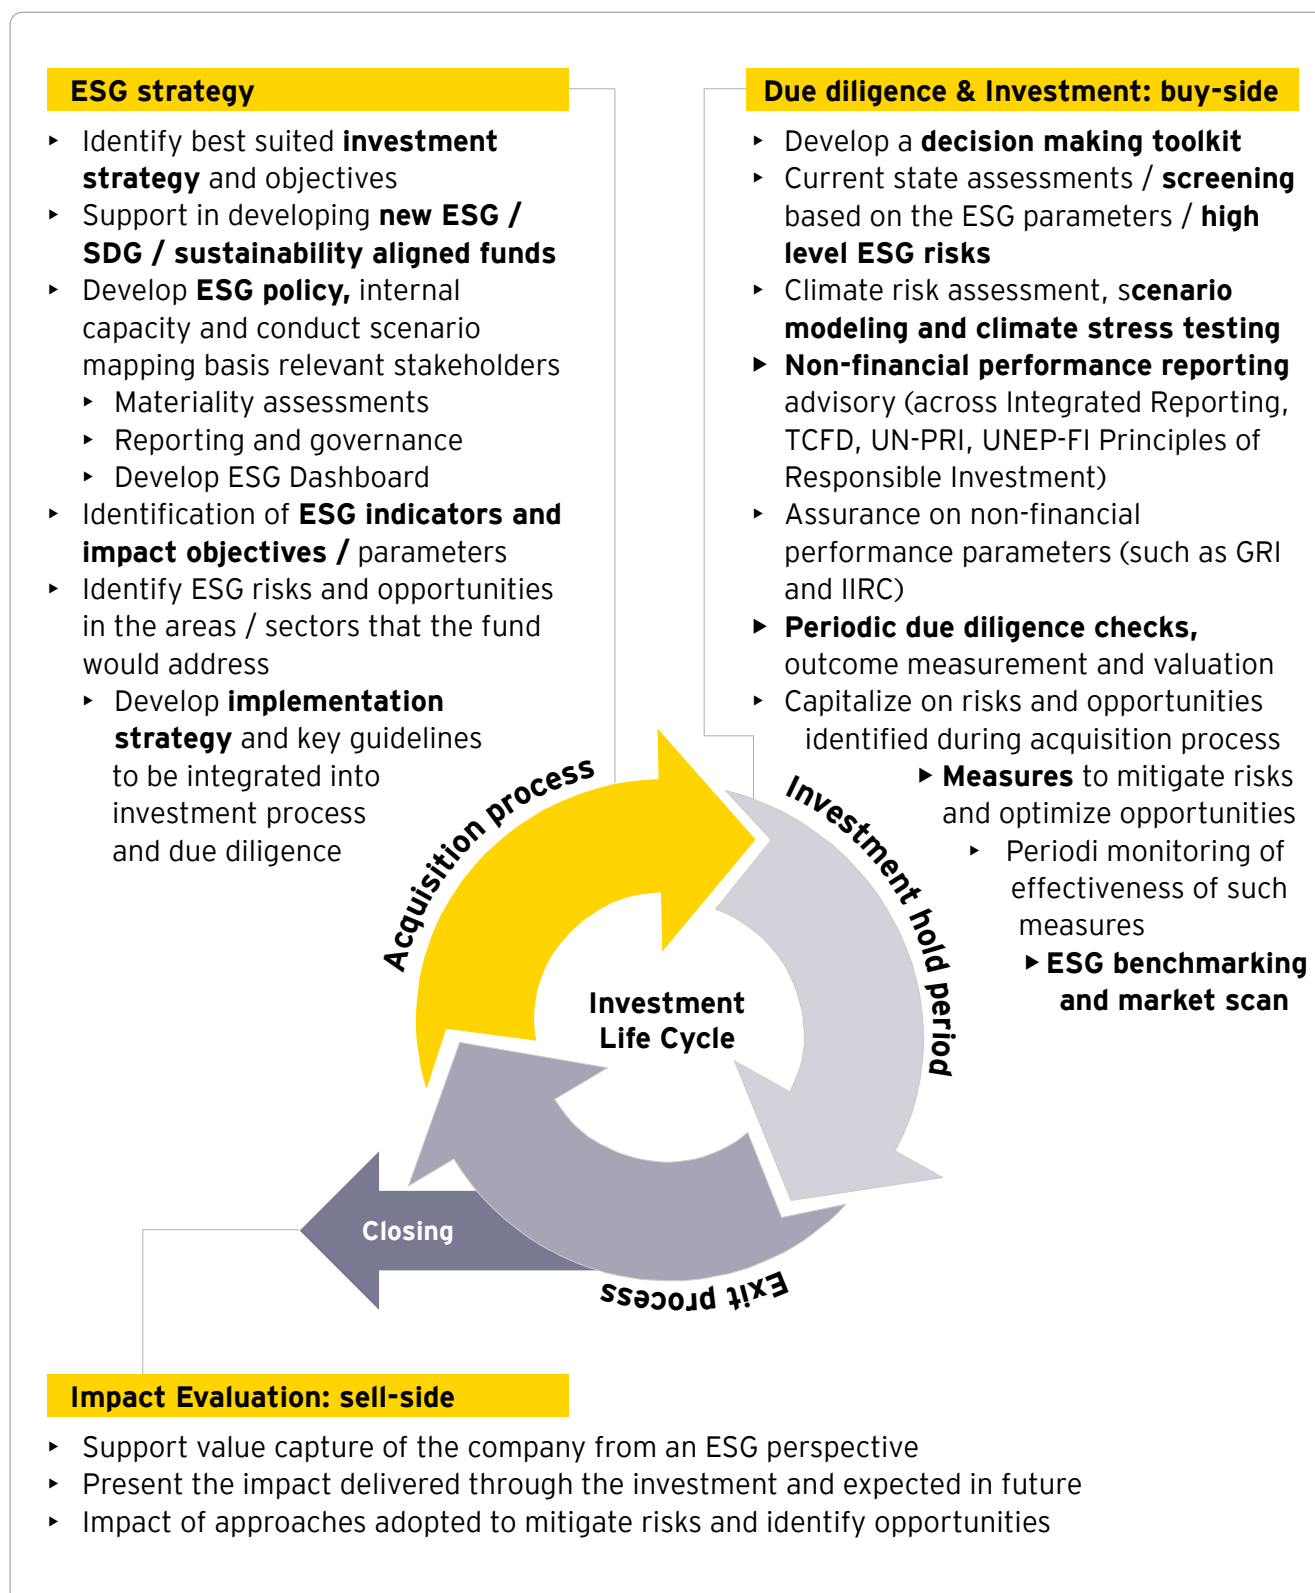 ESG strategy
▸ Identify best suited investment
strategy and objectives
▸ Support in developing new ESG /
SDG / sustainability aligned funds
▸ Develop ESG policy, internal
capacity and conduct scenario
mapping basis relevant stakeholders
▸ Materiality assessments
▸ Reporting and governance
▸ Develop ESG Dashboard
▸ Identification of ESG indicators and
impact objectives / parameters
▸ Identify ESG risks and opportunities
in the areas / sectors that the fund
would address
▸ Develop implementation
strategy and key guidelines
to be integrated into
investment process
and due diligence
Due diligence & Investment: buy-side
▸ Develop a decision making toolkit
▸ Current state assessments / screening
based on the ESG parameters / high
level ESG risks
▸ Climate risk assessment, scenario
modeling and climate stress testing
▸ Non-financial performance reporting
advisory (across Integrated Reporting,
TCFD, UN-PRI, UNEP-FI Principles of
Responsible Investment)
▸ Assurance on non-financial
performance parameters (such as GRI
and IIRC)
▸ Periodic due diligence checks,
outcome measurement and valuation
▸ Capitalize on risks and opportunities
identified during acquisition process
▸ Measures to mitigate risks
and optimize opportunities
▸ Periodi monitoring of
effectiveness of such
measures
▸ ESG benchmarking
and market scan
Acquisition process
Investment hold period
Investment
Life Cycle
Closing
Exit process
Impact Evaluation: sell-side
▸ Support value capture of the company from an ESG perspective
▸ Present the impact delivered through the investment and expected in future
▸ Impact of approaches adopted to mitigate risks and identify opportunities